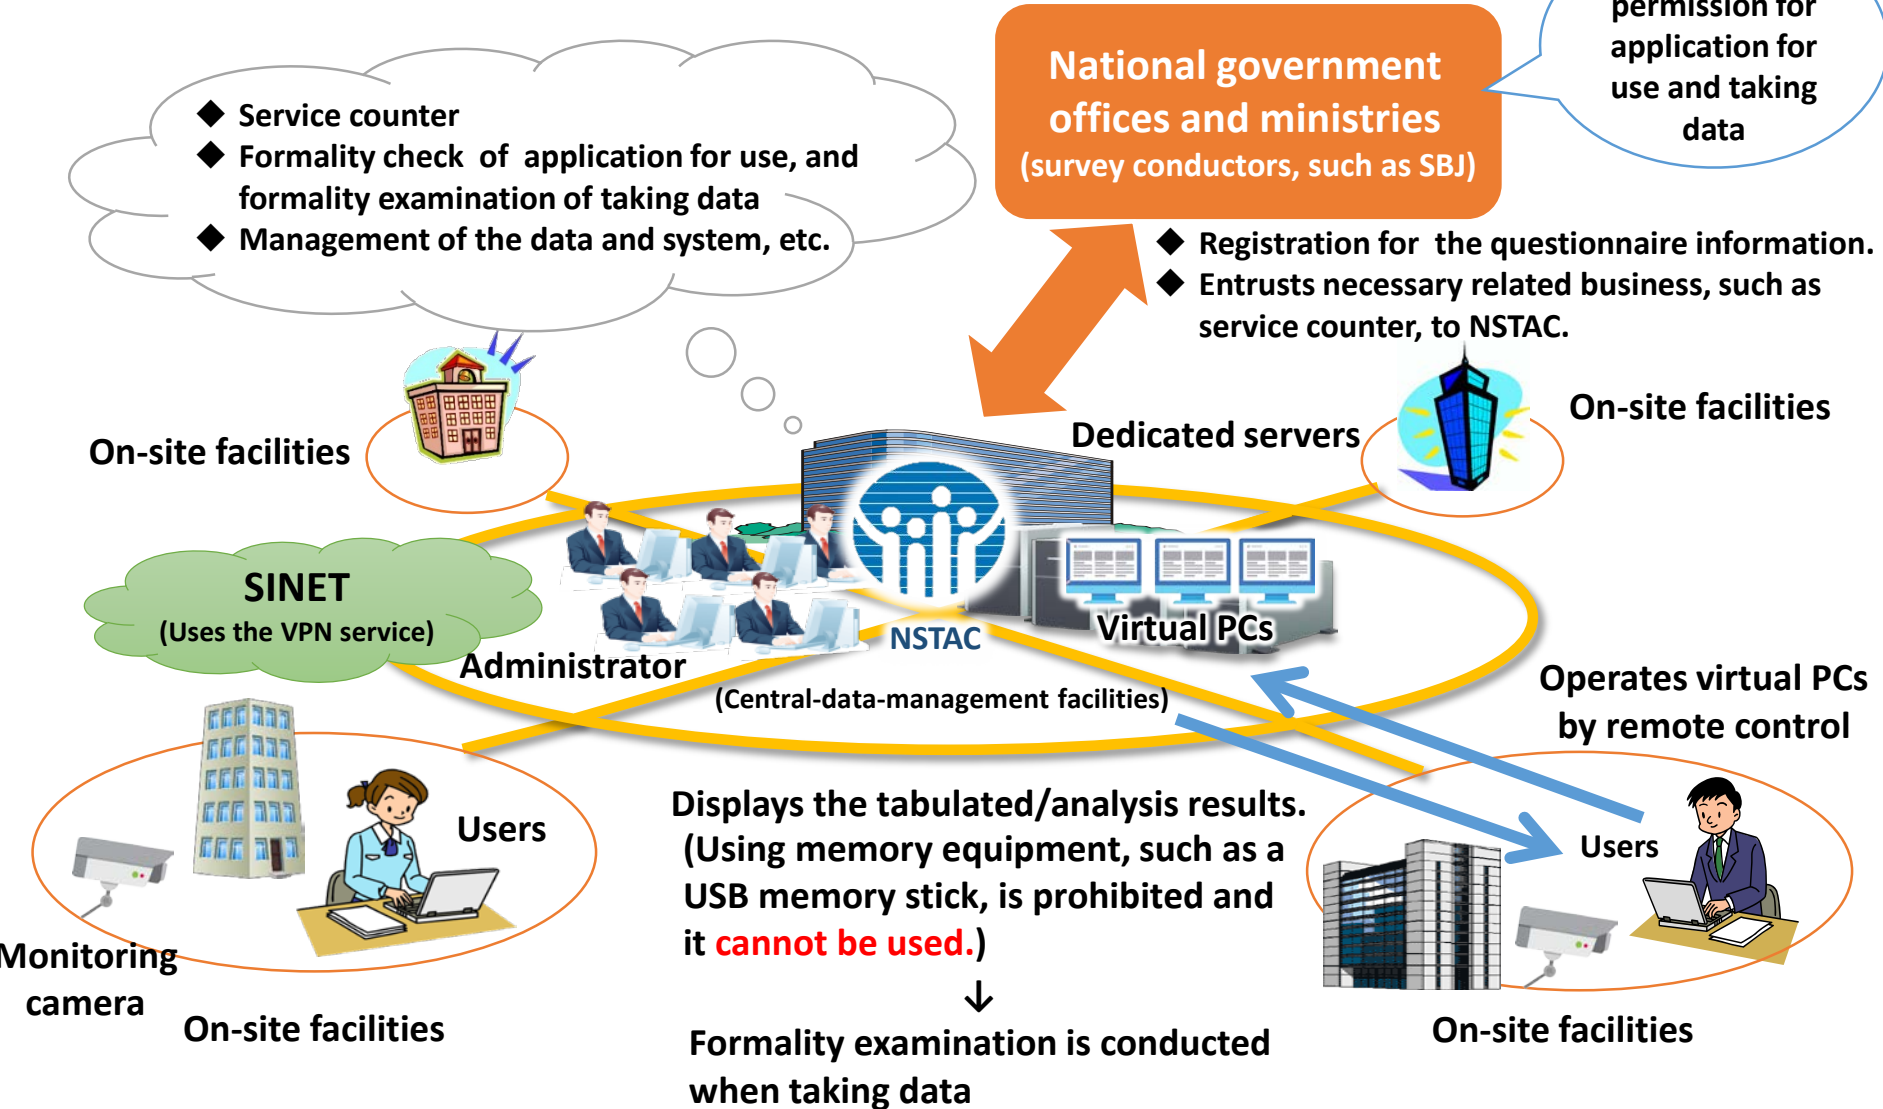 permission for
application for
use and taking
data
National government
offices and ministries
(survey conductors, such as SBJ)
◆ Service counter
◆ Formality check of application for use, and
formality examination of taking data
◆ Management of the data and system, etc.
◆ Registration for the questionnaire information.
◆ Entrusts necessary related business, such as
service counter, to NSTAC.
On-site facilities
Dedicated servers
On-site facilities
SINET
(Uses the VPN service)
Administrator
NSTAC
Virtual PCs
(Central-data-management facilities)
Operates virtual PCs
by remote control
Users
Monitoring
camera
On-site facilities
Displays the tabulated/analysis results.
(Using memory equipment, such as a
USB memory stick, is prohibited and
it cannot be used.)
↓
Formality examination is conducted
when taking data
Users
On-site facilities